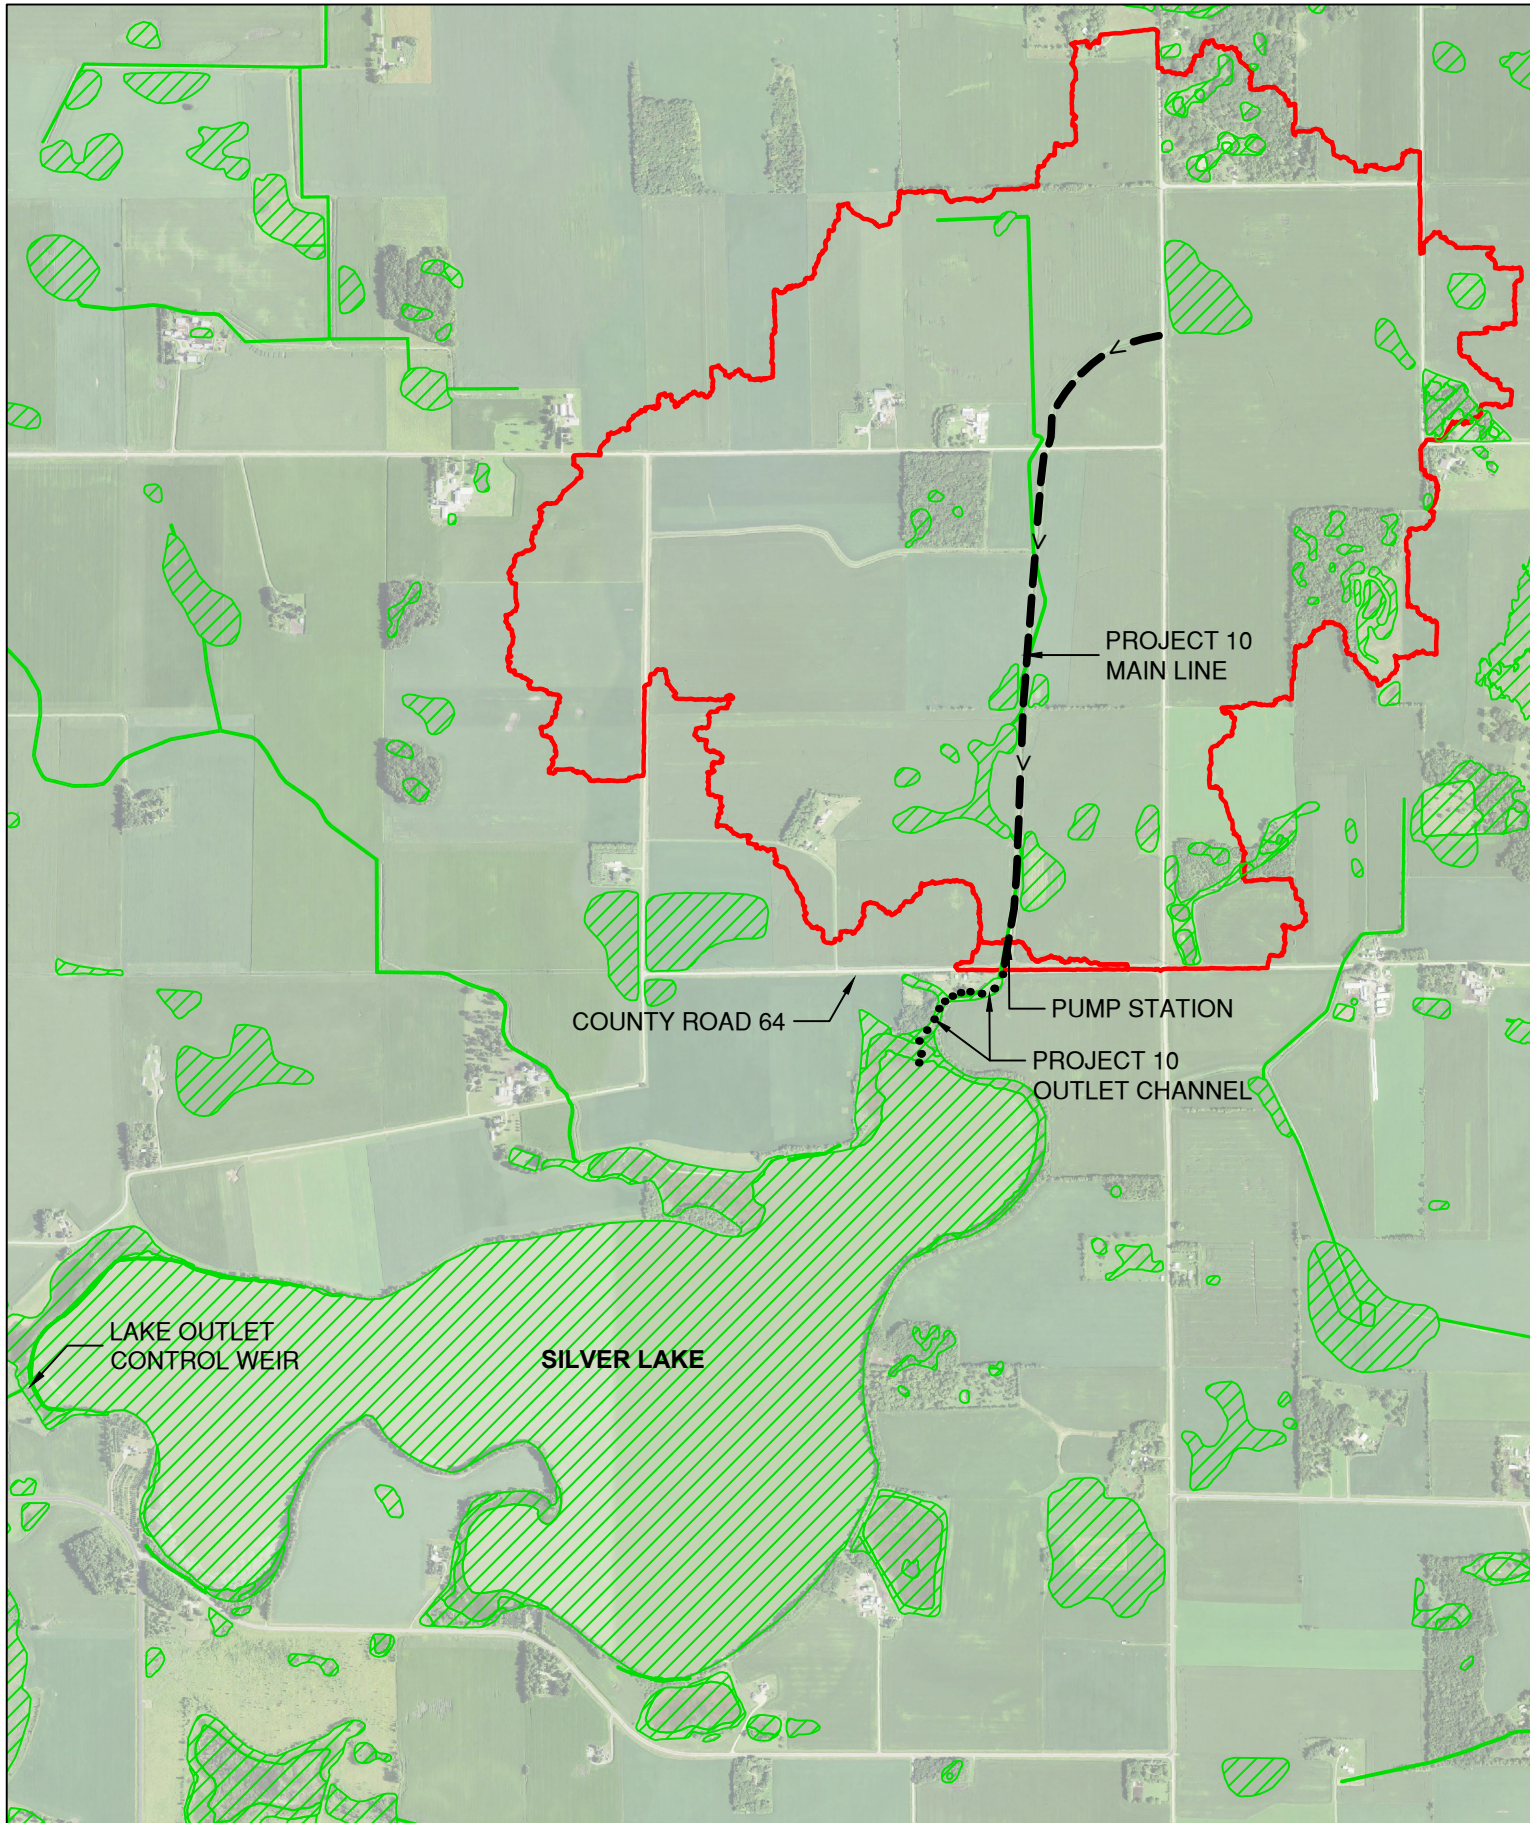 PROJECT 10
MAIN LINE
COUNTY ROAD 64
PUMP STATION
PROJECT 10
OUTLET CHANNEL
LAKE OUTLET
CONTROL WEIR
SILVER LAKE